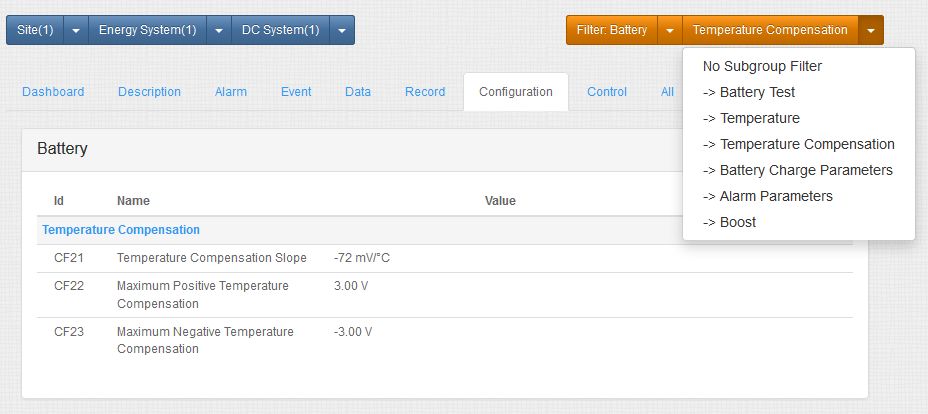 Site(1) Energy System(1) DC System(1) Filter: Battery Temperature Compensation
No Subgroup Filter
-> Battery Test
-> Temperature
-> Temperature Compensation
-> Battery Charge Parameters
-> Alarm Parameters
-> Boost
Dashboard Description Alarm Event Data Record Configuration Control All
Battery
Id Name Value
Temperature Compensation
CF21 Temperature Compensation Slope -72 mV/°C
CF22 Maximum Positive Temperature 3.00 V
Compensation
CF23 Maximum Negative Temperature -3.00 V
Compensation